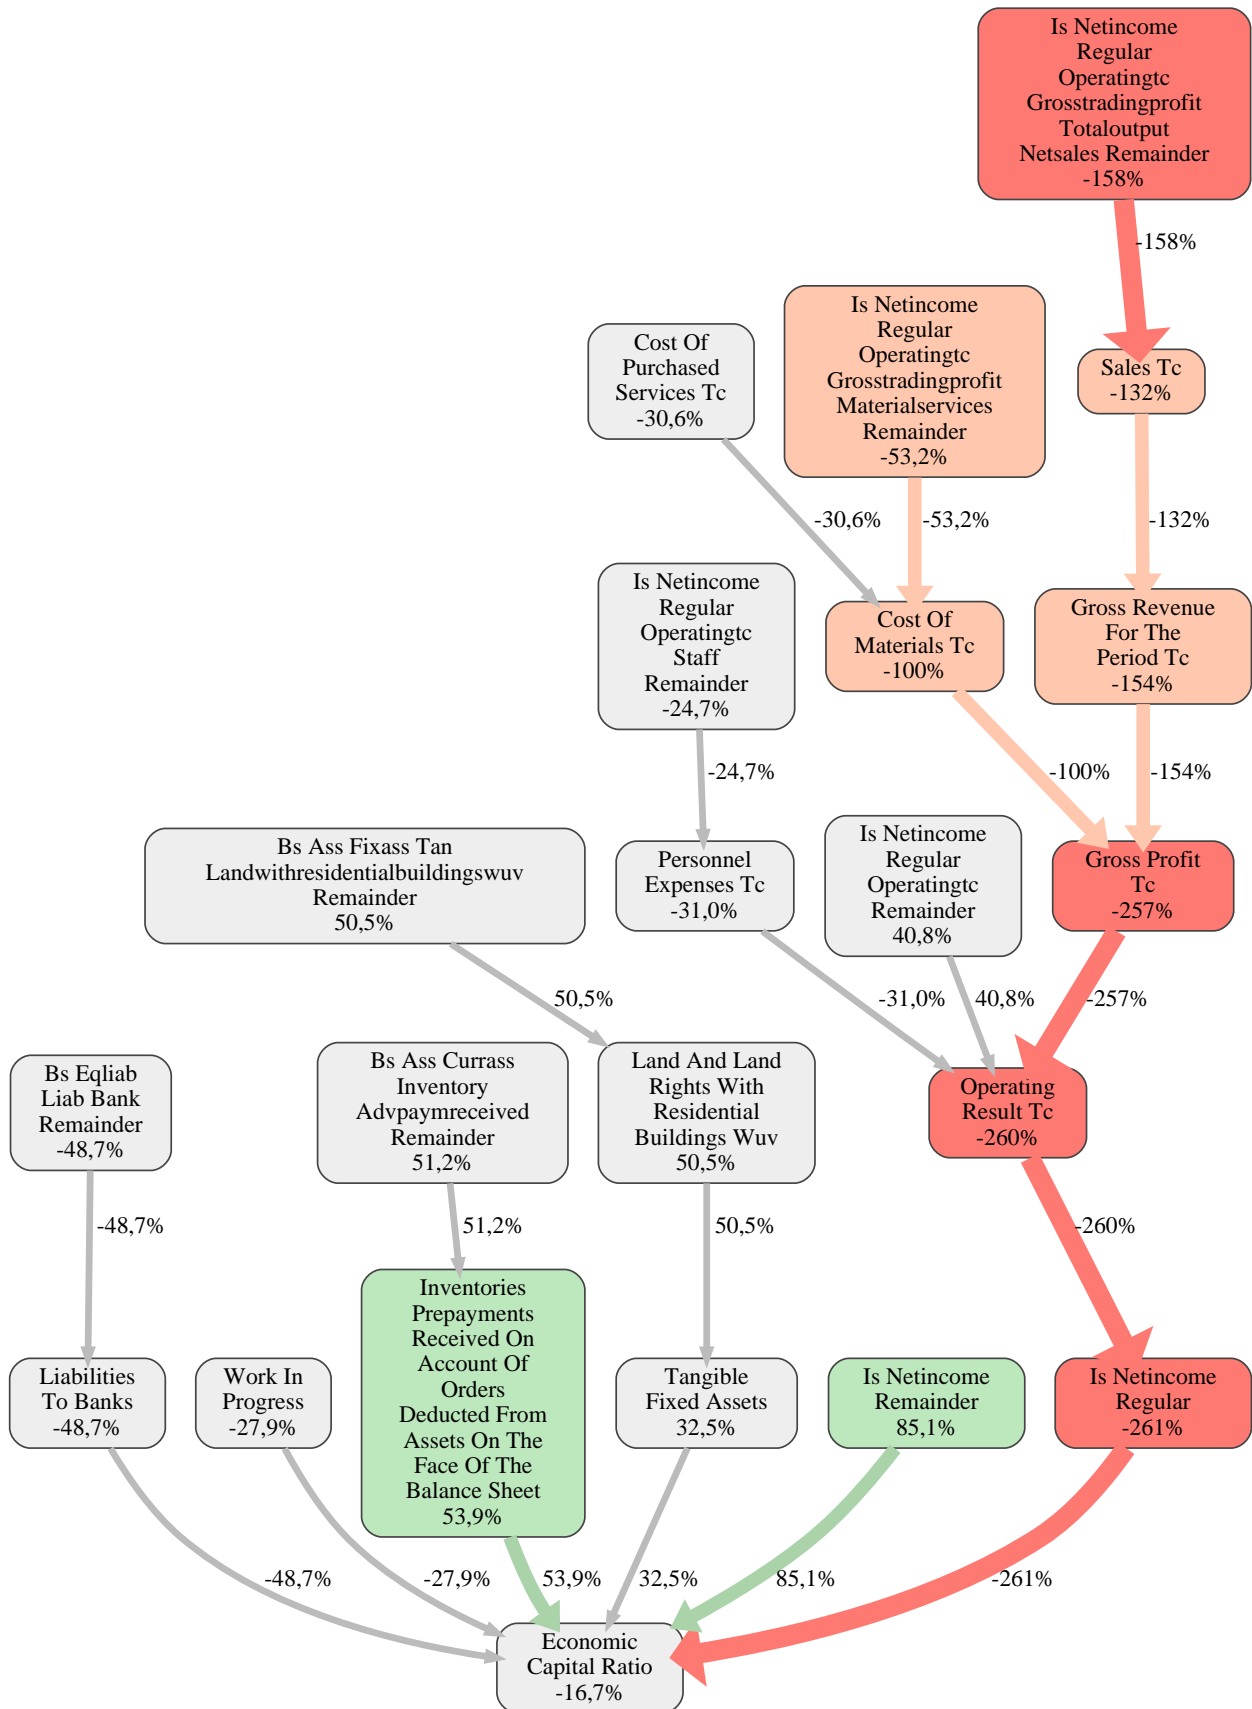 Is Netincome
Regular
Operatingtc
Grosstradingprofit
Totaloutput
Netsales Remainder
-158%
-158%
Is Netincome
Regular
Operatingtc
Grosstradingprofit
Materialservices
Remainder
-53,2%
Cost Of
Purchased
Services Tc
-30,6%
Sales Tc
-132%
-30,6%
-53,2%
-132%
Is Netincome
Regular
Operatingtc
Staff
Remainder
-24,7%
Cost Of
Materials Tc
-100%
Gross Revenue
For The
Period Tc
-154%
-24,7%
-100%
-154%
Bs Ass Fixass Tan
Landwithresidentialbuildingswuv
Remainder
50,5%
Personnel
Expenses Tc
-31,0%
Is Netincome
Regular
Operatingtc
Remainder
40,8%
Gross Profit
Tc
-257%
50,5%
-31,0%
40,8%
-257%
Bs Eqliab
Liab Bank
Remainder
-48,7%
Bs Ass Currass
Inventory
Advpaymreceived
Remainder
51,2%
Land And Land
Rights With
Residential
Buildings Wuv
50,5%
Operating
Result Tc
-260%
-48,7%
51,2%
50,5%
-260%
Liabilities
To Banks
-48,7%
Work In
Progress
-27,9%
Inventories
Prepayments
Received On
Account Of
Orders
Deducted From
Assets On The
Face Of The
Balance Sheet
53,9%
Tangible
Fixed Assets
32,5%
Is Netincome
Remainder
85,1%
Is Netincome
Regular
-261%
-48,7%
-27,9%
53,9%
32,5%
85,1%
-261%
Economic
Capital Ratio
-16,7%